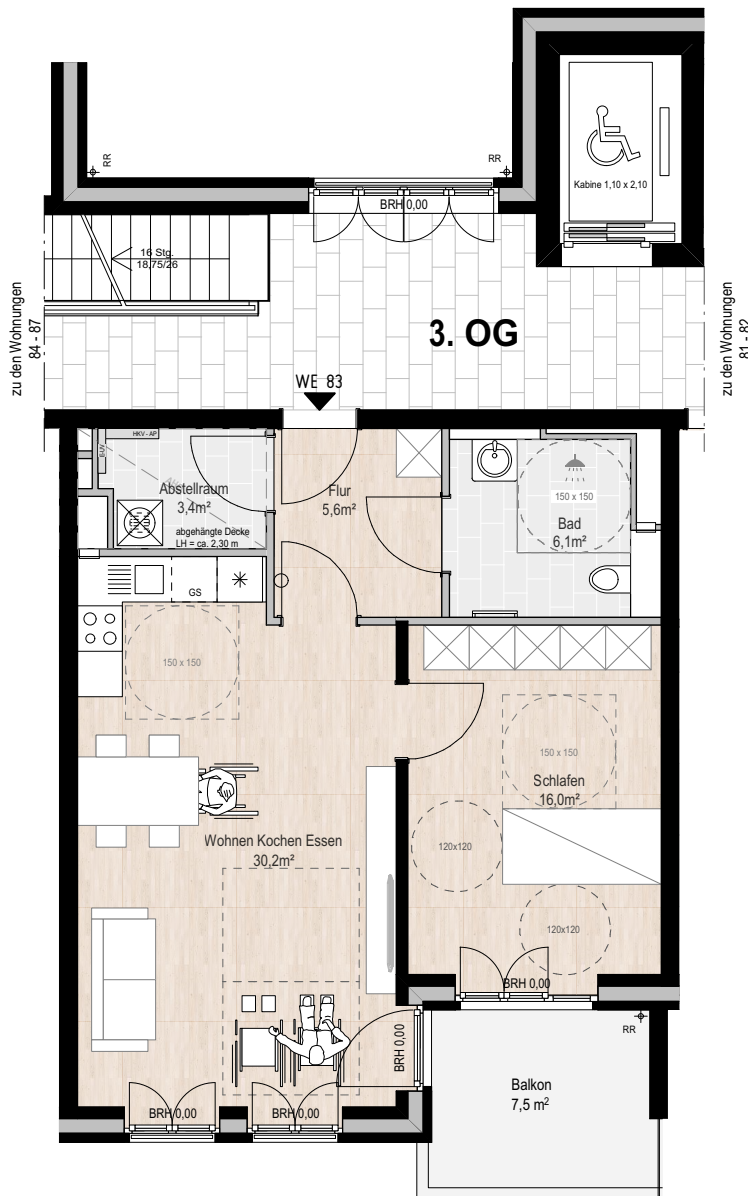 RR
RR
Kabine 1,10 x 2,10
BRH 0,00
16 Stg.
18,75/26
zu den Wohnungen
84 - 87
zu den Wohnungen
81 - 82
3. OG
WE 83
HKV - AP
E-UV
Abstellraum
3,4m²
abgehängte Decke
LH = ca. 2,30 m
Flur
5,6m²
150 x 150
Bad
6,1m²
GS
150 x 150
150 x 150
Schlafen
16,0m²
Wohnen Kochen Essen
30,2m²
120x120
120x120
BRH 0,00
RR
BRH 0,00
Balkon
7,5 m²
BRH 0,00
BRH 0,00